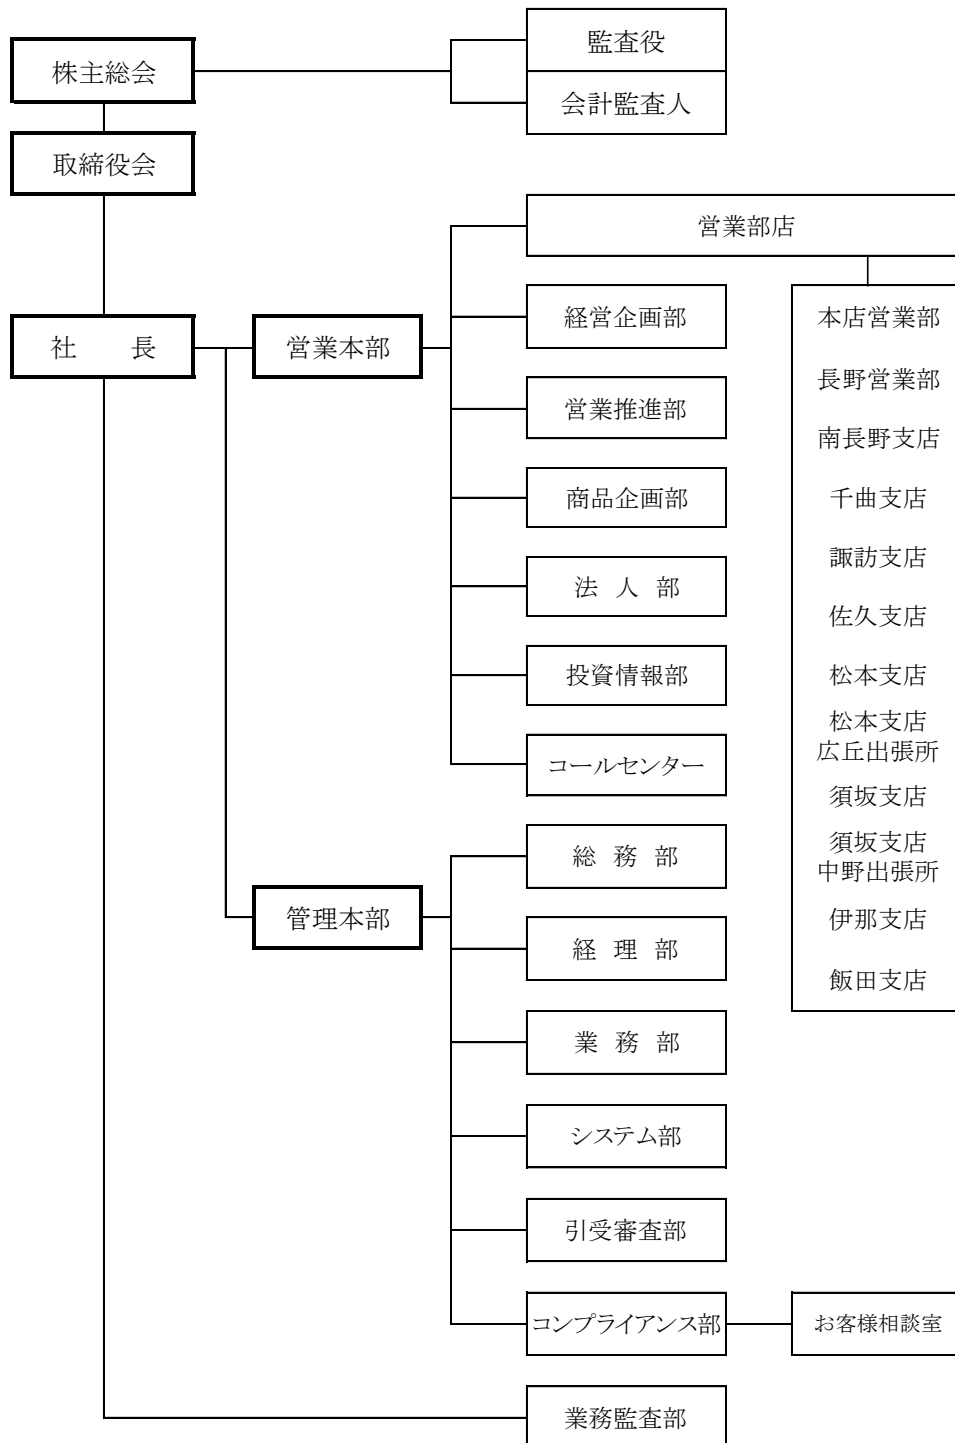 監査役
株主総会
会計監査人
取締役会
営業部店
経営企画部
本店営業部
社　　長
営業本部
長野営業部
営業推進部
南長野支店
商品企画部
千曲支店
諏訪支店
法　人　部
佐久支店
投資情報部
松本支店
松本支店
広丘出張所
コールセンター
須坂支店
須坂支店
中野出張所
総　務　部
管理本部
伊那支店
経　理　部
飯田支店
業　務　部
システム部
引受審査部
コンプライアンス部
お客様相談室
業務監査部